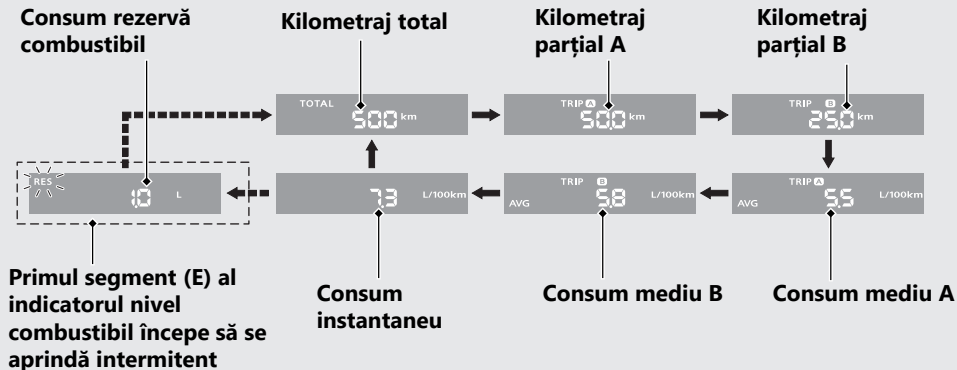 Consum rezervă
combustibil
Kilometraj total
Kilometraj
parțial A
Kilometraj
parțial B
TOTAL
500 km
TRIP A
50.0 km
TRIP B
25.0 km
RES
1.0 L
7.3 L/100km
TRIP B
AVG 5.8 L/100km
TRIP A
AVG 5.5 L/100km
Primul segment (E) al
indicatorul nivel
combustibil începe să se
aprindă intermitent
Consum
instantaneu
Consum mediu B
Consum mediu A